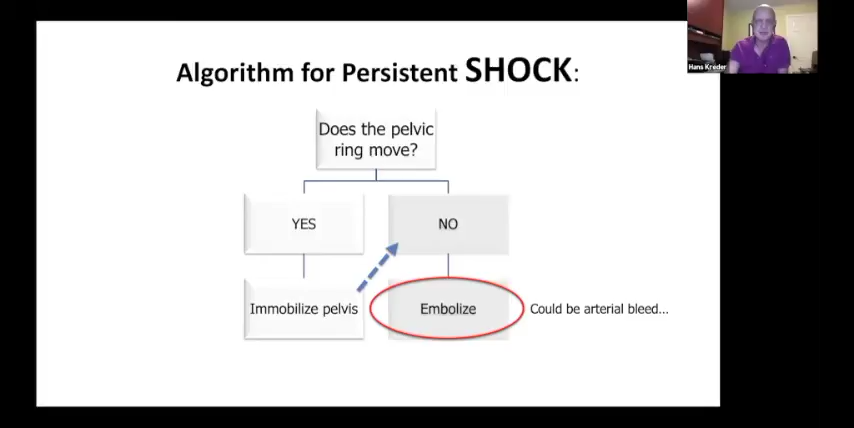 Hans Kreder
Algorithm for Persistent SHOCK:
Does the pelvic
ring move?
YES
NO
Immobilize pelvis
Embolize
Could be arterial bleed...